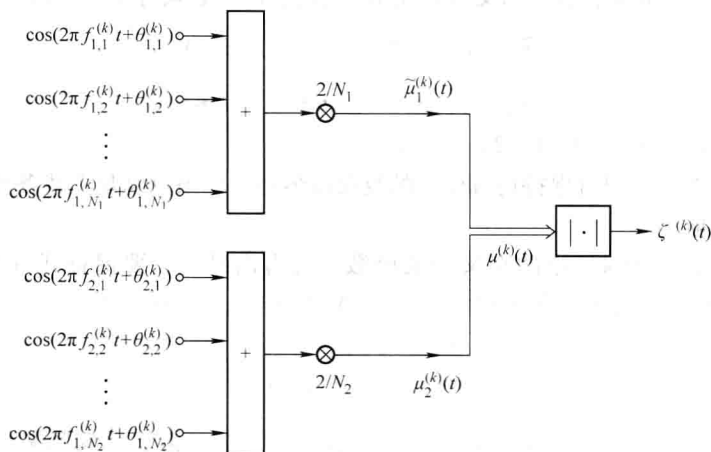 cos(2π f_{1,1}^{(k)} t+θ_{1,1}^{(k)})
cos(2π f_{1,2}^{(k)} t+θ_{1,2}^{(k)})
⋮
cos(2π f_{1,N_1}^{(k)} t+θ_{1,N_1}^{(k)})
+
2/N_1
⊗
μ̃_1^{(k)}(t)
cos(2π f_{2,1}^{(k)} t+θ_{2,1}^{(k)})
cos(2π f_{2,2}^{(k)} t+θ_{2,2}^{(k)})
⋮
cos(2π f_{1,N_2}^{(k)} t+θ_{1,N_2}^{(k)})
+
⊗
2/N_2
μ_2^{(k)}(t)
μ^{(k)}(t)
|·|
ζ^{(k)}(t)